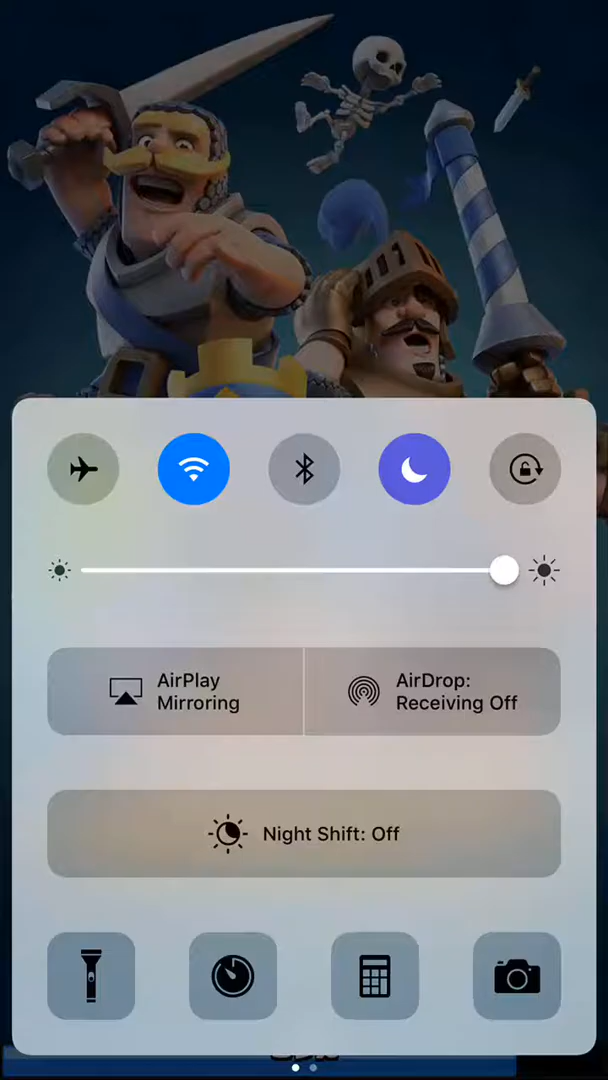 AirPlay
Mirroring
AirDrop:
Receiving Off
Night Shift: Off